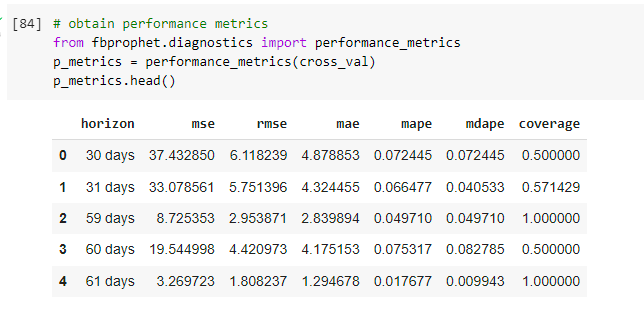 [84] # obtain performance metrics
from fbprophet.diagnostics import performance_metrics
p_metrics = performance_metrics(cross_val)
p_metrics.head()
horizon mse rmse mae mape mdape coverage
0 30 days 37.432850 6.118239 4.878853 0.072445 0.072445 0.500000
1 31 days 33.078561 5.751396 4.324455 0.066477 0.040533 0.571429
2 59 days 8.725353 2.953871 2.839894 0.049710 0.049710 1.000000
3 60 days 19.544998 4.420973 4.175153 0.075317 0.082785 0.500000
4 61 days 3.269723 1.808237 1.294678 0.017677 0.009943 1.000000